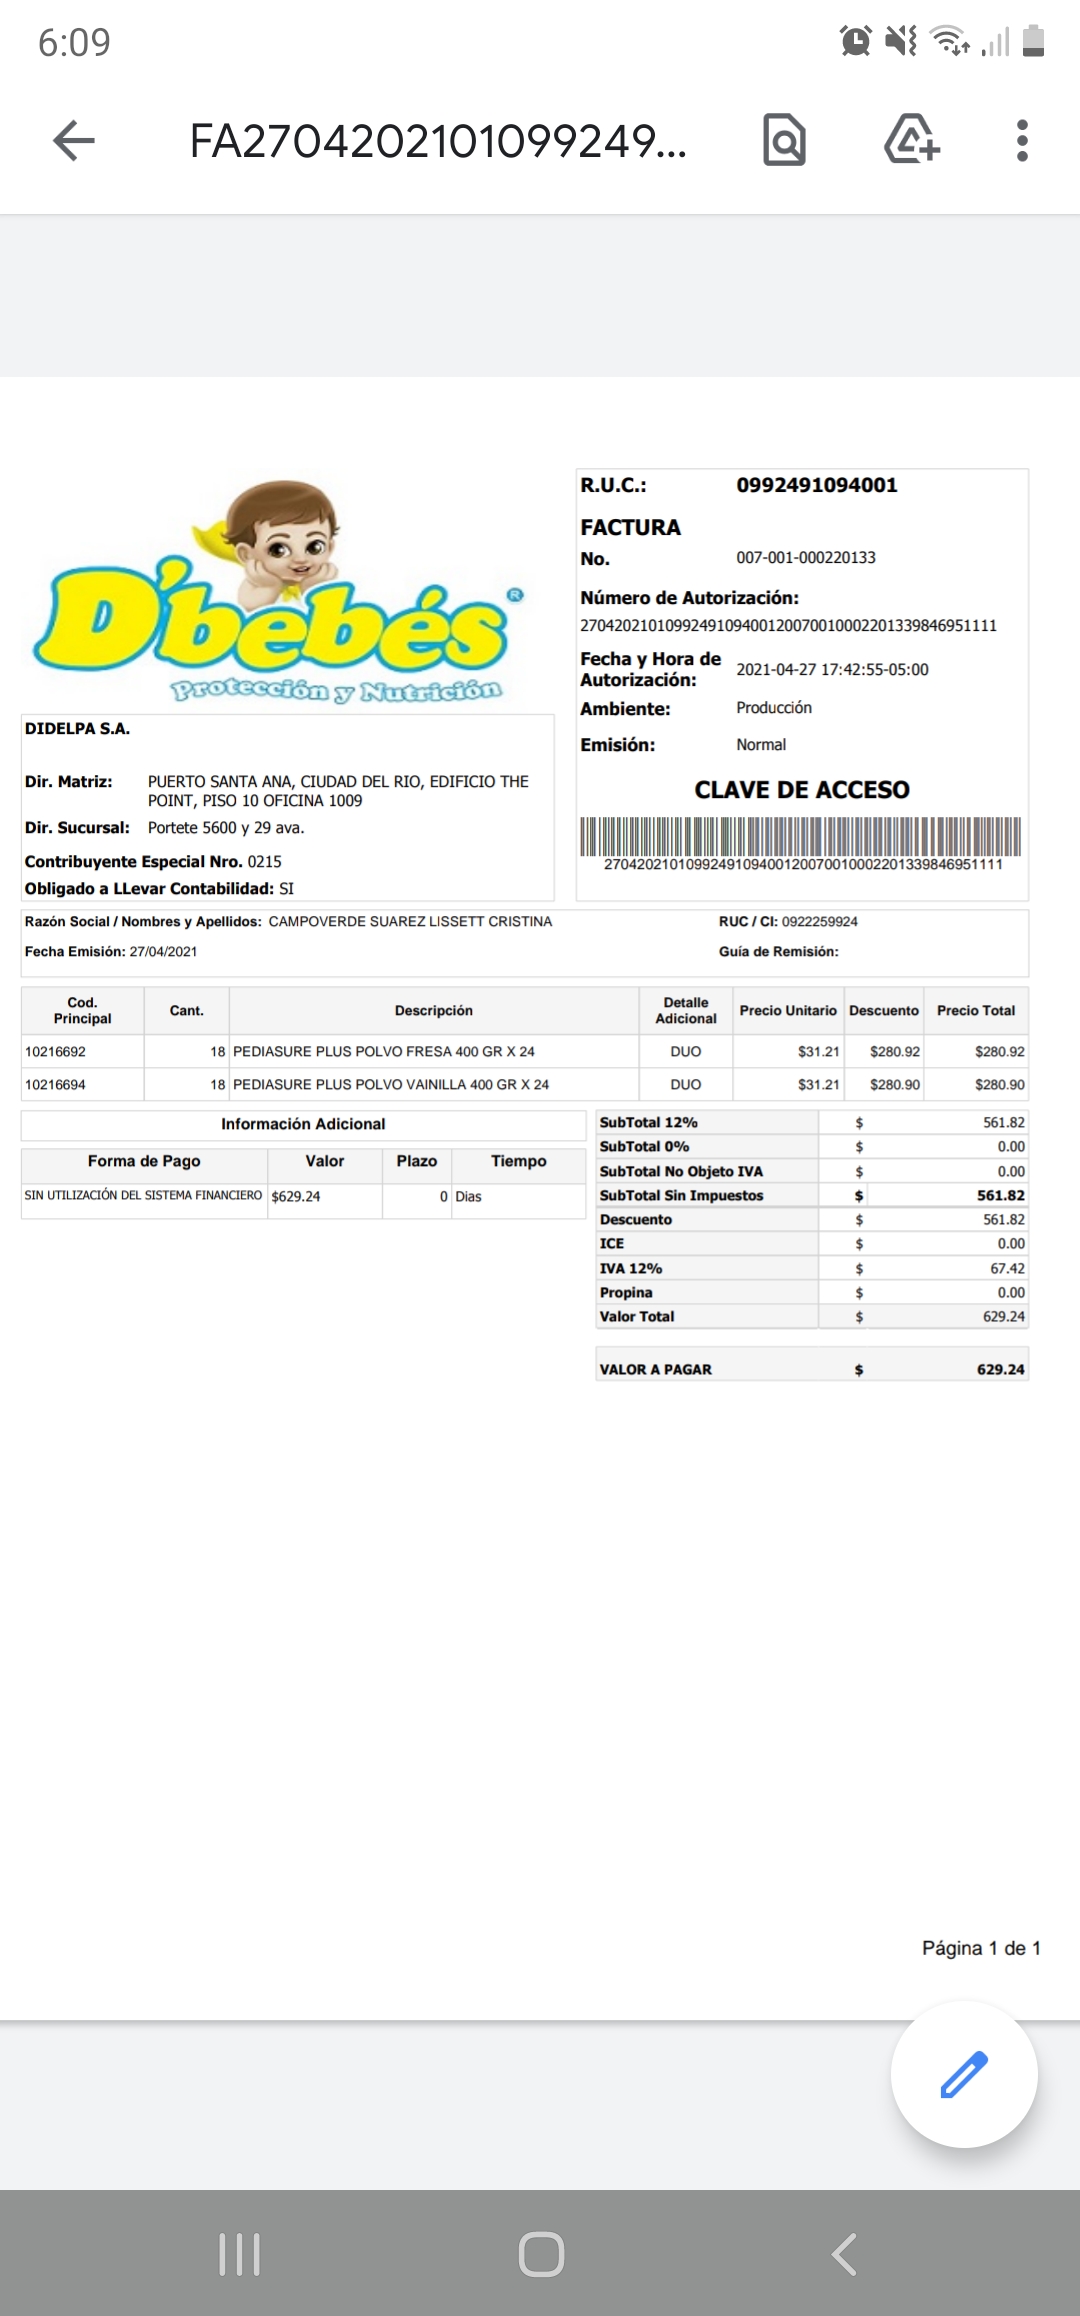 6:09
FA2704202101099249...
D'bebés ®
Protección y Nutrición
R.U.C.: 0992491094001
FACTURA
No. 007-001-000220133
Número de Autorización:
2704202101099249109400120070010002201339846951111
Fecha y Hora de Autorización: 2021-04-27 17:42:55-05:00
Ambiente: Producción
Emisión: Normal
CLAVE DE ACCESO
2704202101099249109400120070010002201339846951111
DIDELPA S.A.
Dir. Matriz: PUERTO SANTA ANA, CIUDAD DEL RIO, EDIFICIO THE
POINT, PISO 10 OFICINA 1009
Dir. Sucursal: Portete 5600 y 29 ava.
Contribuyente Especial Nro. 0215
Obligado a LLevar Contabilidad: SI
Razón Social / Nombres y Apellidos: CAMPOVERDE SUAREZ LISSETT CRISTINA RUC / CI: 0922259924
Fecha Emisión: 27/04/2021 Guía de Remisión:
Cod. Principal Cant. Descripción Detalle Adicional Precio Unitario Descuento Precio Total
10216692 18 PEDIASURE PLUS POLVO FRESA 400 GR X 24 DUO $31.21 $280.92 $280.92
10216694 18 PEDIASURE PLUS POLVO VAINILLA 400 GR X 24 DUO $31.21 $280.90 $280.90
Información Adicional
Forma de Pago Valor Plazo Tiempo
SIN UTILIZACIÓN DEL SISTEMA FINANCIERO $629.24 0 Dias
SubTotal 12% $ 561.82
SubTotal 0% $ 0.00
SubTotal No Objeto IVA $ 0.00
SubTotal Sin Impuestos $ 561.82
Descuento $ 561.82
ICE $ 0.00
IVA 12% $ 67.42
Propina $ 0.00
Valor Total $ 629.24
VALOR A PAGAR $ 629.24
Página 1 de 1